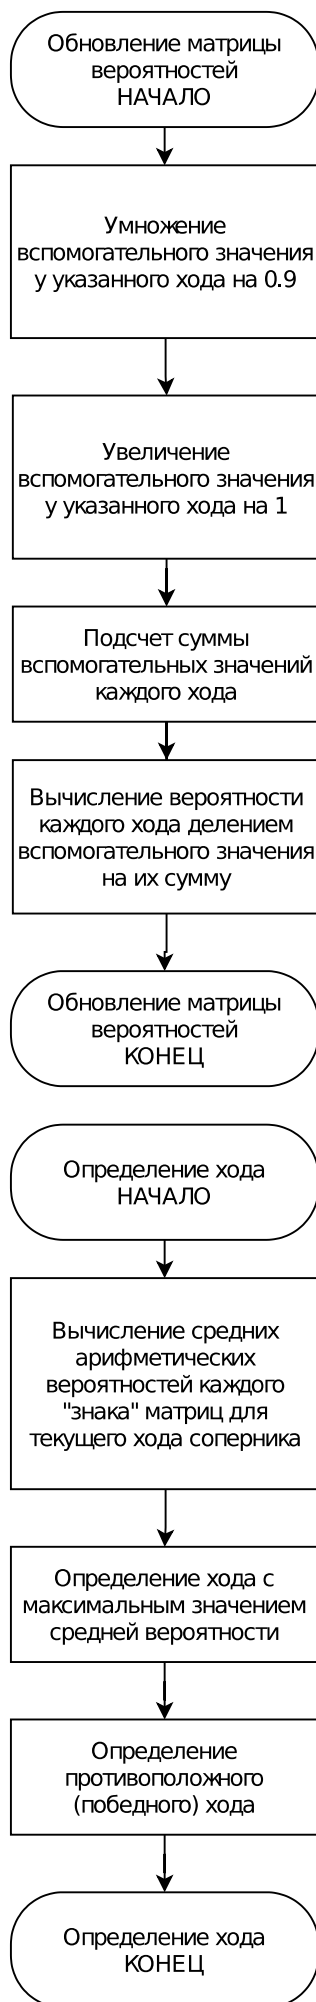 Обновление матрицы
вероятностей
НАЧАЛО
Умножение
вспомогательного значения
у указанного хода на 0.9
Увеличение
вспомогательного значения
у указанного хода на 1
Подсчет суммы
вспомогательных значений
каждого хода
Вычисление вероятности
каждого хода делением
вспомогательного значения
на их сумму
Обновление матрицы
вероятностей
КОНЕЦ
Определение хода
НАЧАЛО
Вычисление средних
арифметических
вероятностей каждого
"знака" матриц для
текущего хода соперника
Определение хода с
максимальным значением
средней вероятности
Определение
противоположного
(победного) хода
Определение хода
КОНЕЦ